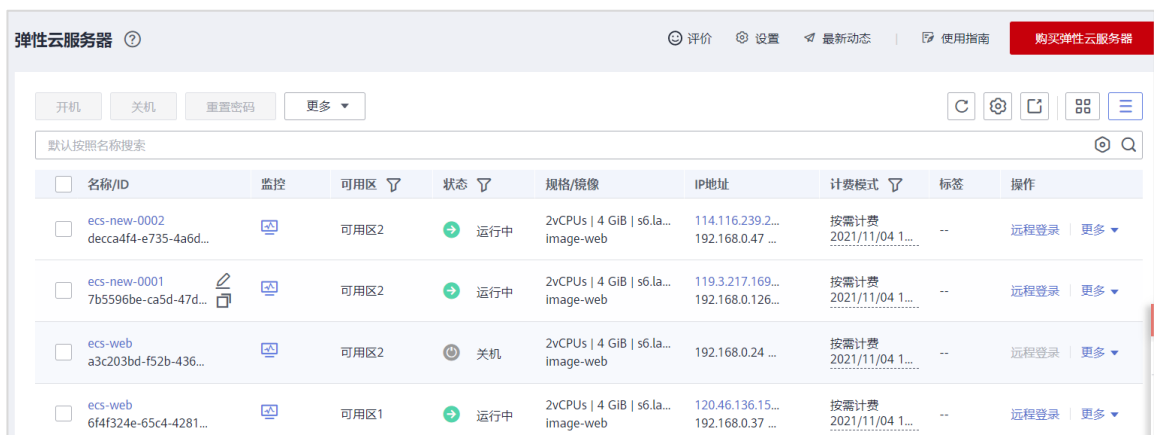 弹性云服务器
评价 设置 最新动态 使用指南 购买弹性云服务器
开机 关机 重置密码 更多
默认按照名称搜索
名称/ID 监控 可用区 状态 规格/镜像 IP地址 计费模式 标签 操作
ecs-new-0002 2vCPUs | 4 GiB | s6.la... 114.116.239.2... 按需计费
decca4f4-e735-4a6d... 可用区2 运行中 image-web 192.168.0.47 ... 2021/11/04 1... -- 远程登录 更多
ecs-new-0001 2vCPUs | 4 GiB | s6.la... 119.3.217.169... 按需计费
7b5596be-ca5d-47d... 可用区2 运行中 image-web 192.168.0.126... 2021/11/04 1... -- 远程登录 更多
ecs-web 2vCPUs | 4 GiB | s6.la... 按需计费
a3c203bd-f52b-436... 可用区2 关机 image-web 192.168.0.24 ... 2021/11/04 1... -- 远程登录 更多
ecs-web 2vCPUs | 4 GiB | s6.la... 120.46.136.15... 按需计费
6f4f324e-65c4-4281... 可用区1 运行中 image-web 192.168.0.37 ... 2021/11/04 1... -- 远程登录 更多